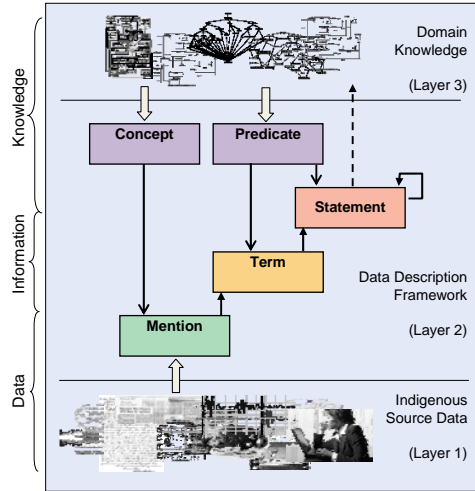 Domain
Knowledge
(Layer 3)
Knowledge
Concept
Predicate
Statement
Information
Term
Data Description
Framework
(Layer 2)
Mention
Data
Indigenous
Source Data
(Layer 1)